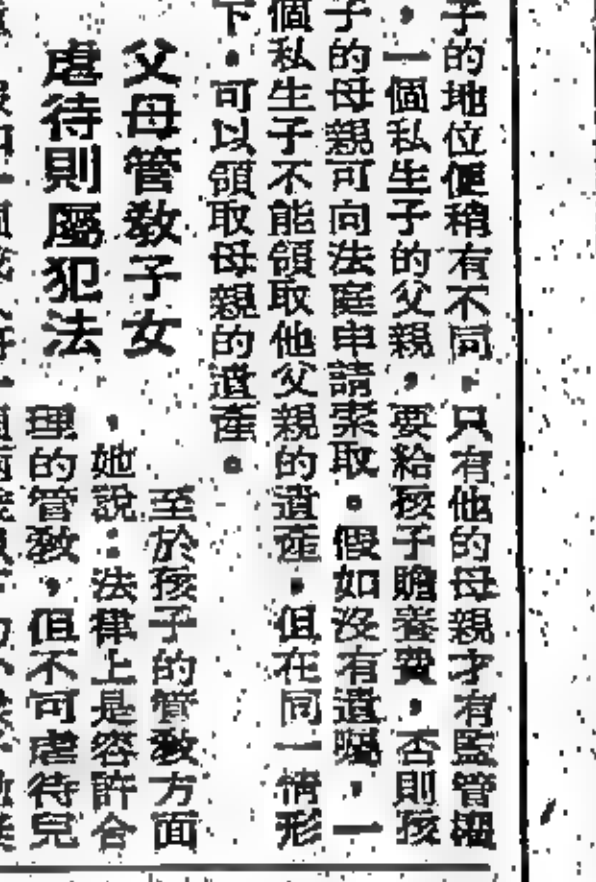 子的地位便稍有不同,只有他的母親才有監管權
,一個私生子的父親,要給孩子贍養費,否則孩
子的母親可向法庭申請索取。假如沒有遺囑,一
個私生子不能領取他父親的遺產,但在同一情形
下,可以領取母親的遺產。
父母管教子女
虐待則屬犯法
至於孩子的管教方面
,她說:法律上是容許合
理的管教,但不可虐待兒